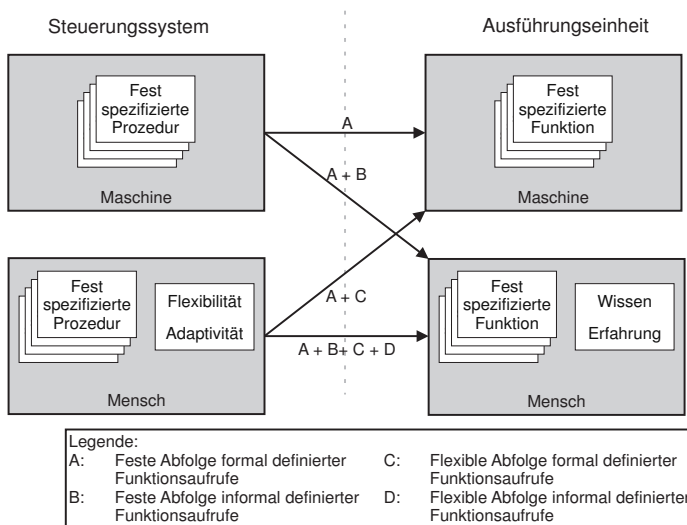 Steuerungssystem
Ausführungseinheit
Fest
spezifizierte
Prozedur
Maschine
A
A + B
Fest
spezifizierte
Funktion
Maschine
Fest
spezifizierte
Prozedur
Flexibilität
Adaptivität
Mensch
A + C
A + B+ C + D
Fest
spezifizierte
Funktion
Wissen
Erfahrung
Mensch
Legende:
A: Feste Abfolge formal definierter
Funktionsaufrufe
B: Feste Abfolge informal definierter
Funktionsaufrufe
C: Flexible Abfolge formal definierter
Funktionsaufrufe
D: Flexible Abfolge informal definierter
Funktionsaufrufe